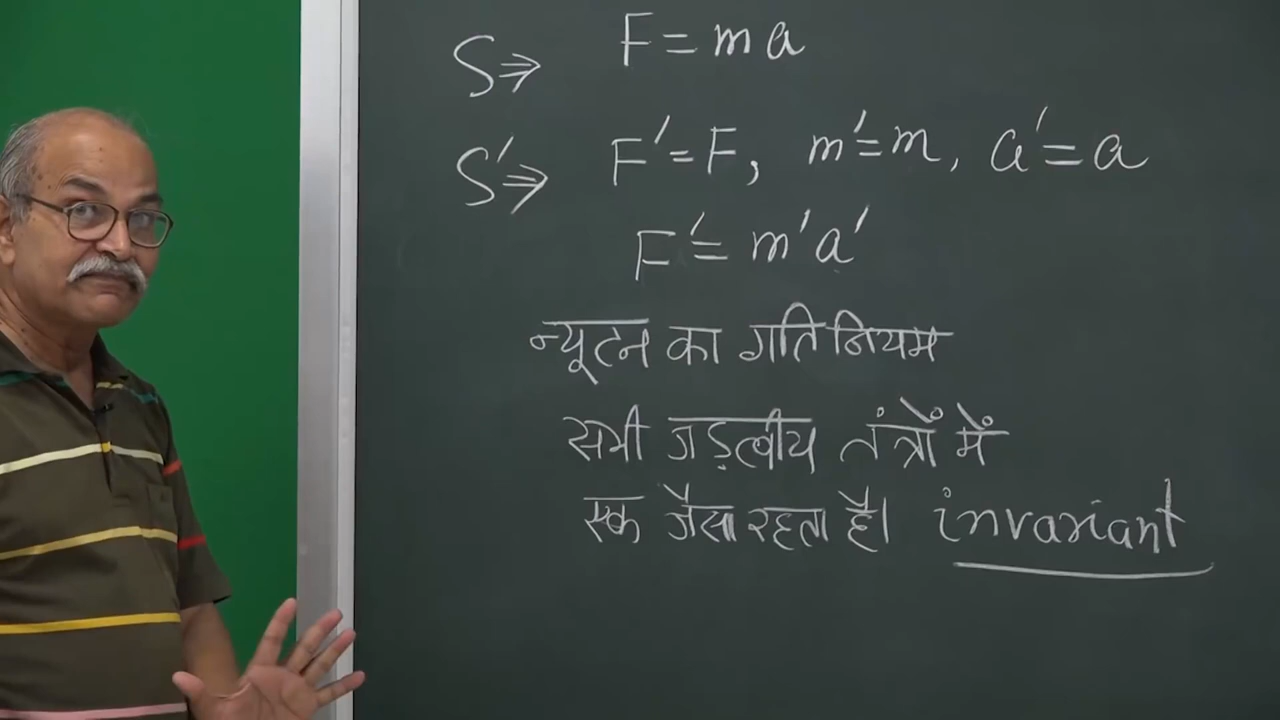 S⇒ F = ma
S′⇒ F′=F, m′=m, a′=a
F′= m′a′
न्यूटन का गति नियम
सभी जड़त्वीय तंत्रों में
एक जैसा रहता है। invariant